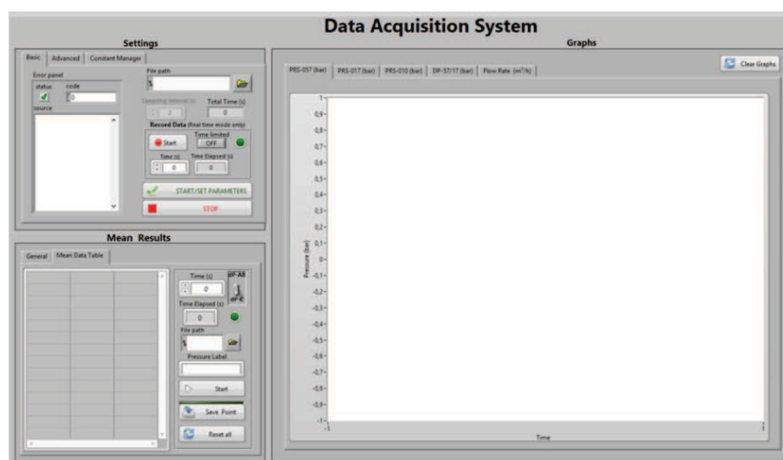 Data Acquisition System
Settings
Basic Advanced Constant Manager
Error panel
status code
0
source
File path
Sampling Interval (s) Total Time (s)
0
Record Data (Real time mode only)
Start
Time limited
OFF
Time (s) Time Elapsed (s)
0 0
START/SET PARAMETERS
STOP
Mean Results
General Mean Data Table
Time (s)
0
dP-AB
Time Elapsed (s)
0
File path
Pressure Label
Start
Save Point
Reset all
Graphs
Clear Graphs
PRS-057 (bar) PRS-017 (bar) PRS-010 (bar) DP-57/17 (bar) Flow Rate (m³/h)
Pressure (bar)
1
0,9
0,8
0,7
0,6
0,5
0,4
0,3
0,2
0,1
0
-0,1
-0,2
-0,3
-0,4
-0,5
-0,6
-0,7
-0,8
-0,9
-1
-1 1
Time